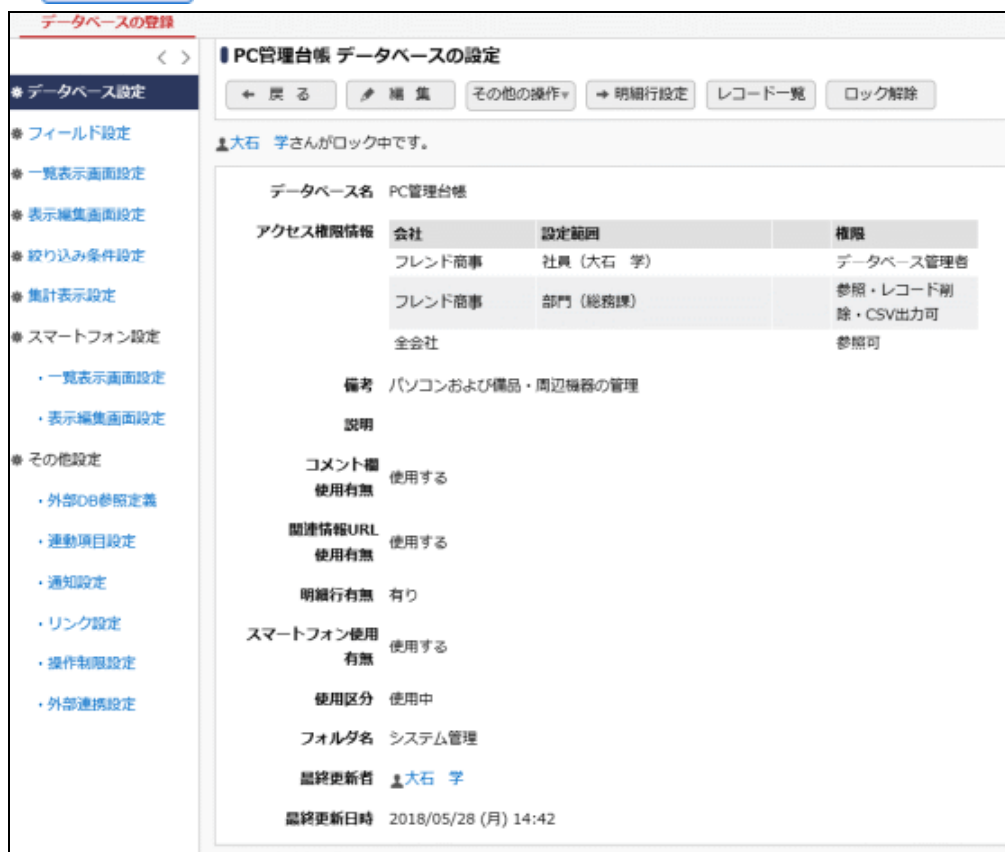 データベースの登録
< >
データベース設定
フィールド設定
一覧表示画面設定
表示編集画面設定
絞り込み条件設定
集計表示設定
スマートフォン設定
・一覧表示画面設定
・表示編集画面設定
その他設定
・外部DB参照定義
・連動項目設定
・通知設定
・リンク設定
・操作制限設定
・外部連携設定
PC管理台帳 データベースの設定
← 戻 る 編 集 その他の操作▾ → 明細行設定 レコード一覧 ロック解除
大石 学さんがロック中です。
データベース名 PC管理台帳
アクセス権限情報 会社 設定範囲 権限
フレンド商事 社員（大石 学） データベース管理者
フレンド商事 部門（総務課） 参照・レコード削
除・CSV出力可
全会社 参照可
備考 パソコンおよび備品・周辺機器の管理
説明
コメント欄
使用有無 使用する
関連情報URL
使用有無 使用する
明細行有無 有り
スマートフォン使用
有無 使用する
使用区分 使用中
フォルダ名 システム管理
最終更新者 大石 学
最終更新日時 2018/05/28 (月) 14:42